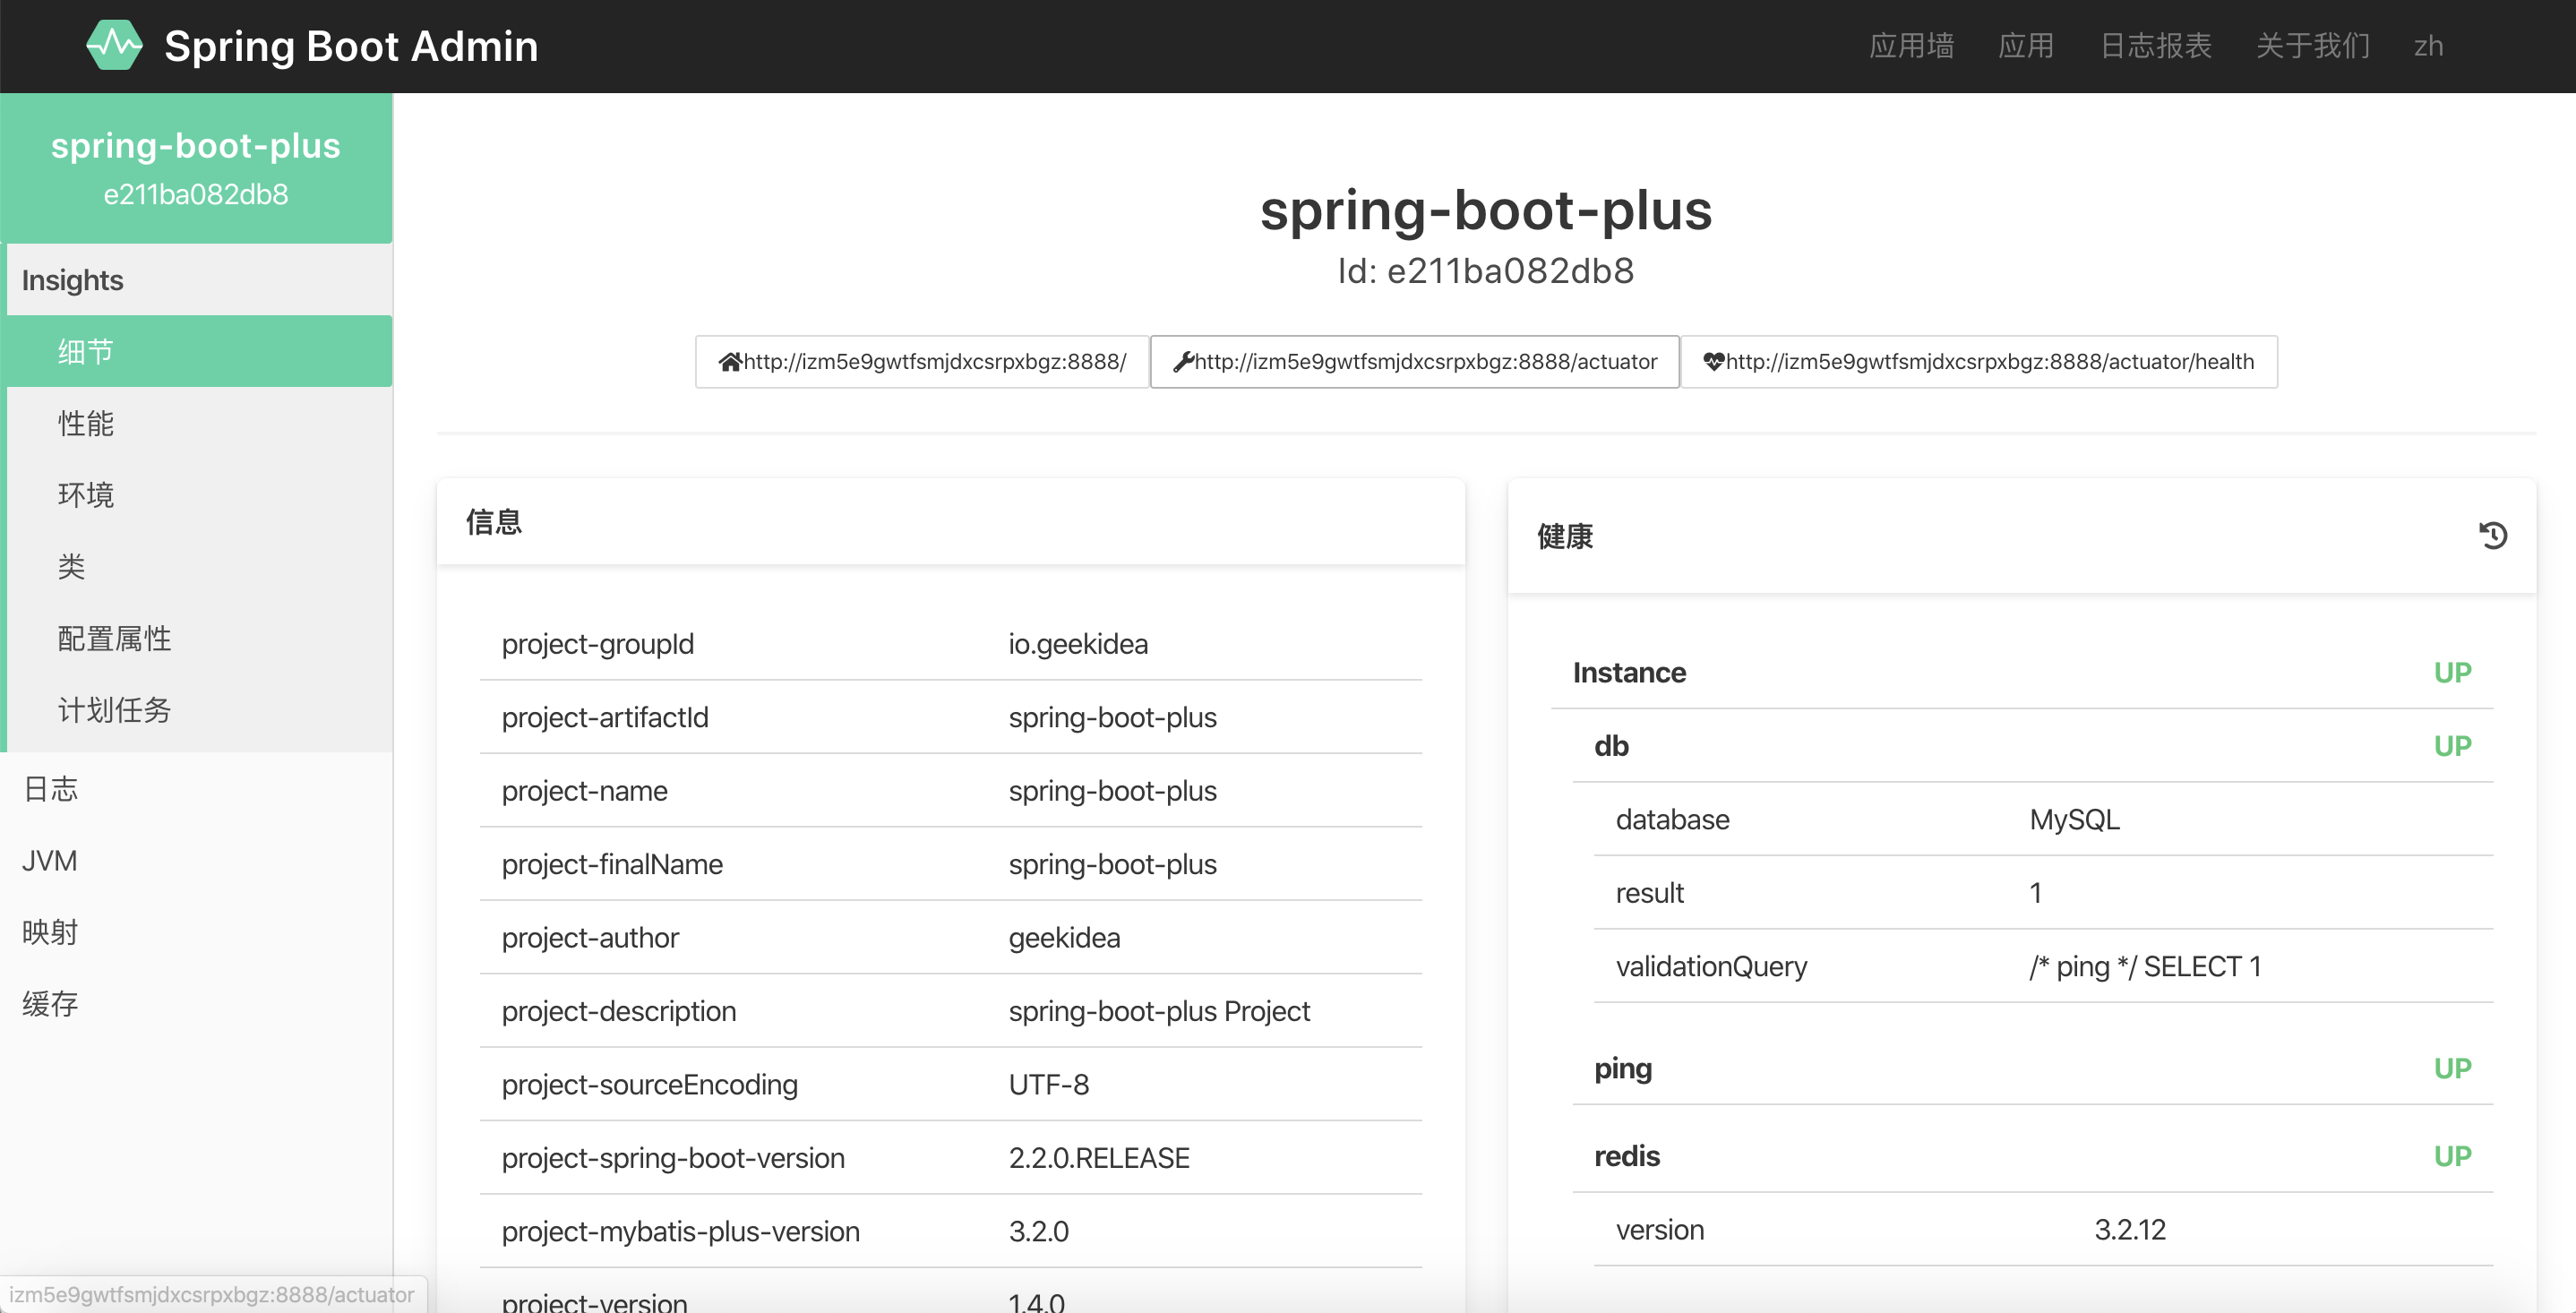 Spring Boot Admin
应用墙 应用 日志报表 关于我们 zh
spring-boot-plus
e211ba082db8
Insights
细节
性能
环境
类
配置属性
计划任务
日志
JVM
映射
缓存
spring-boot-plus
Id: e211ba082db8
http://izm5e9gwtfsmjdxcsrpxbgz:8888/ http://izm5e9gwtfsmjdxcsrpxbgz:8888/actuator http://izm5e9gwtfsmjdxcsrpxbgz:8888/actuator/health
信息
project-groupId io.geekidea
project-artifactId spring-boot-plus
project-name spring-boot-plus
project-finalName spring-boot-plus
project-author geekidea
project-description spring-boot-plus Project
project-sourceEncoding UTF-8
project-spring-boot-version 2.2.0.RELEASE
project-mybatis-plus-version 3.2.0
project-version 1.4.0
健康
Instance UP
db UP
database MySQL
result 1
validationQuery /* ping */ SELECT 1
ping UP
redis UP
version 3.2.12
izm5e9gwtfsmjdxcsrpxbgz:8888/actuator